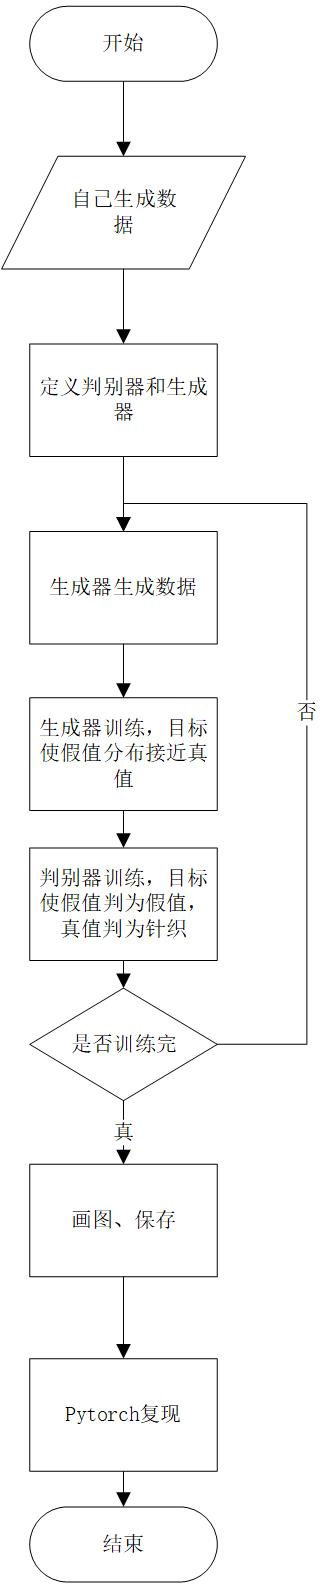 开始
自己生成数
据
定义判别器和生成
器
生成器生成数据
生成器训练，目标
使假值分布接近真
值
否
判别器训练，目标
使假值判为假值，
真值判为针织
是否训练完
真
画图、保存
Pytorch复现
结束